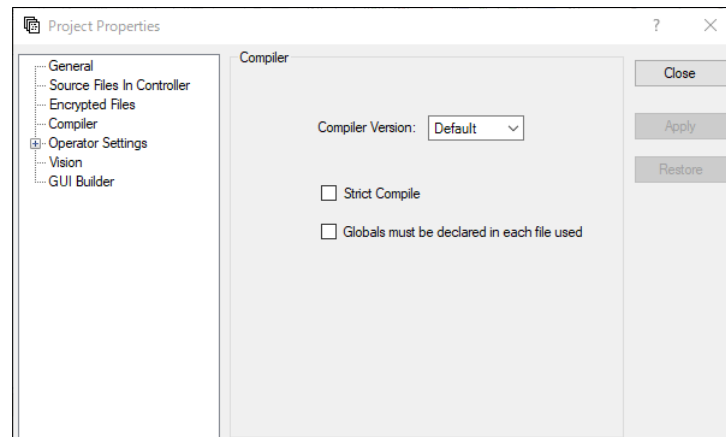 Project Properties
?
General
Source Files In Controller
Encrypted Files
Compiler
Operator Settings
Vision
GUI Builder
Compiler
Compiler Version: Default
Strict Compile
Globals must be declared in each file used
Close
Apply
Restore